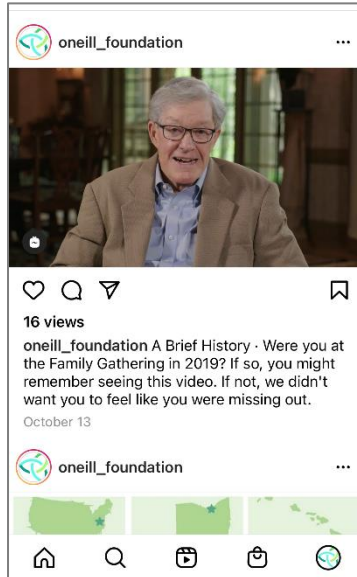 oneill_foundation
16 views
oneill_foundation A Brief History · Were you at
the Family Gathering in 2019? If so, you might
remember seeing this video. If not, we didn't
want you to feel like you were missing out.
October 13
oneill_foundation